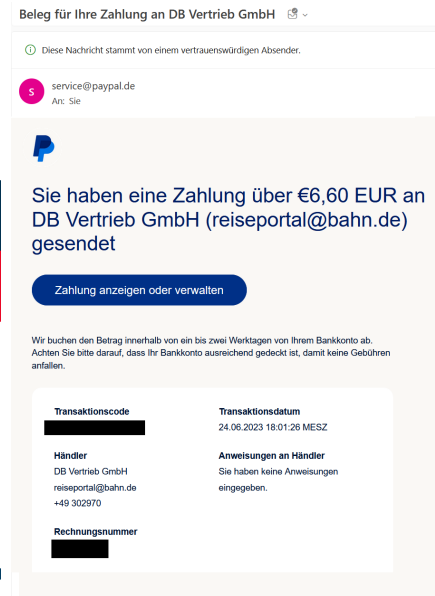 Beleg für Ihre Zahlung an DB Vertrieb GmbH
Diese Nachricht stammt von einem vertrauenswürdigen Absender.
s
service@paypal.de
An: Sie
Sie haben eine Zahlung über €6,60 EUR an
DB Vertrieb GmbH (reiseportal@bahn.de)
gesendet
Zahlung anzeigen oder verwalten
Wir buchen den Betrag innerhalb von ein bis zwei Werktagen von Ihrem Bankkonto ab.
Achten Sie bitte darauf, dass Ihr Bankkonto ausreichend gedeckt ist, damit keine Gebühren
anfallen.
Transaktionscode
Transaktionsdatum
24.06.2023 18:01:26 MESZ
Händler
DB Vertrieb GmbH
reiseportal@bahn.de
+49 302970
Anweisungen an Händler
Sie haben keine Anweisungen
eingegeben.
Rechnungsnummer